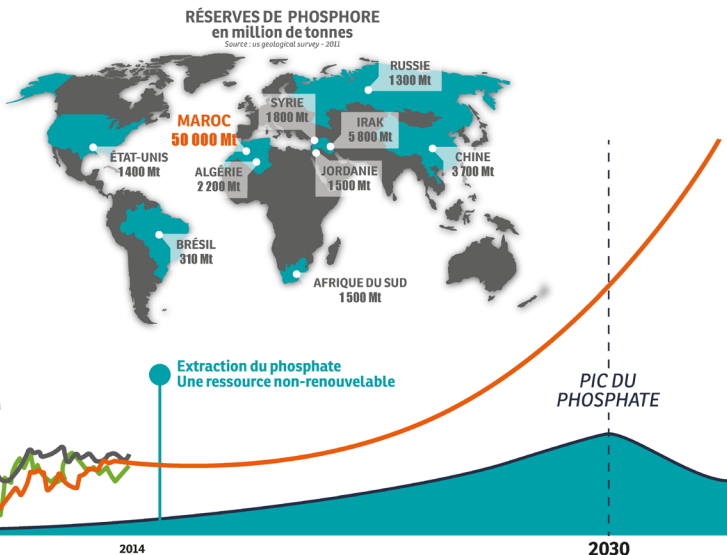 RÉSERVES DE PHOSPHORE
en million de tonnes
Source : us geological survey - 2011
RUSSIE
1 300 Mt
SYRIE
1 800 Mt
MAROC
50 000 Mt
IRAK
5 800 Mt
ÉTAT-UNIS
1 400 Mt
ALGÉRIE
2 200 Mt
JORDANIE
1 500 Mt
CHINE
3 700 Mt
BRÉSIL
310 Mt
AFRIQUE DU SUD
1 500 Mt
Extraction du phosphate
Une ressource non-renouvelable
PIC DU
PHOSPHATE
2014
2030